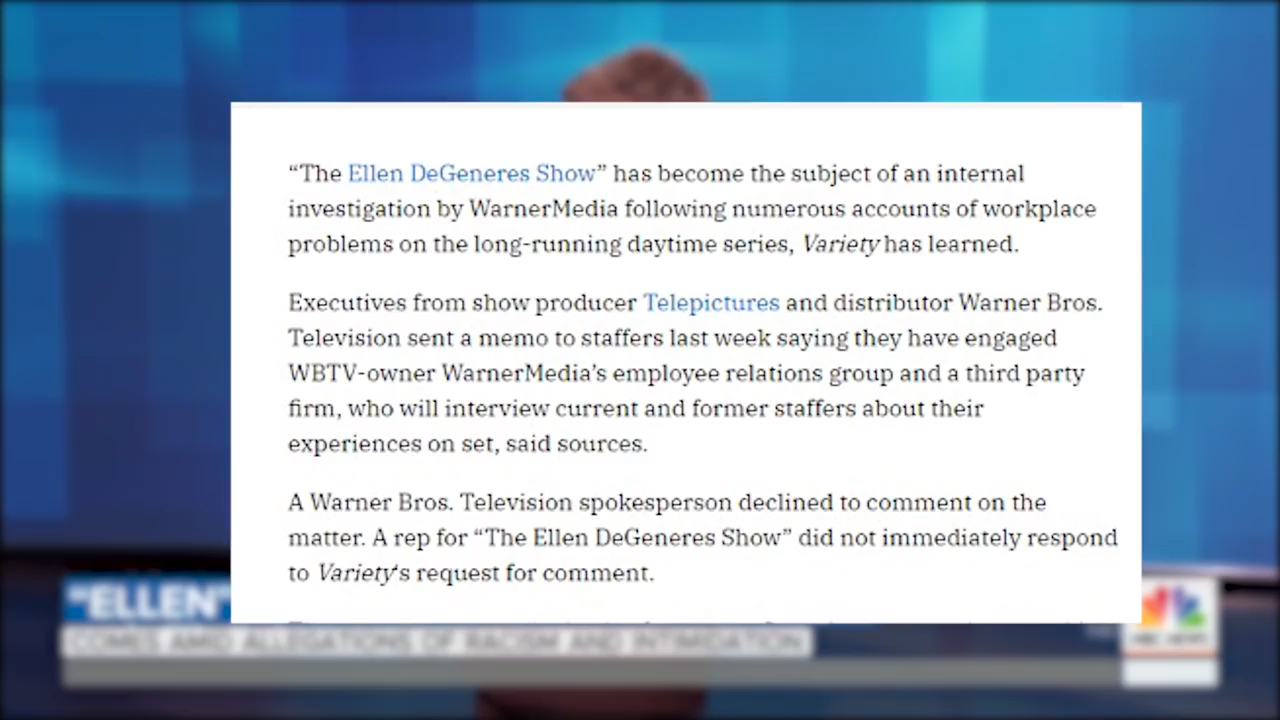 “The Ellen DeGeneres Show” has become the subject of an internal
investigation by WarnerMedia following numerous accounts of workplace
problems on the long-running daytime series, Variety has learned.
Executives from show producer Telepictures and distributor Warner Bros.
Television sent a memo to staffers last week saying they have engaged
WBTV-owner WarnerMedia’s employee relations group and a third party
firm, who will interview current and former staffers about their
experiences on set, said sources.
A Warner Bros. Television spokesperson declined to comment on the
matter. A rep for “The Ellen DeGeneres Show” did not immediately respond
to Variety’s request for comment.
"ELLEN"
COMES AMID ALLEGATIONS OF RACISM AND INTIMIDATION
NBC NEWS